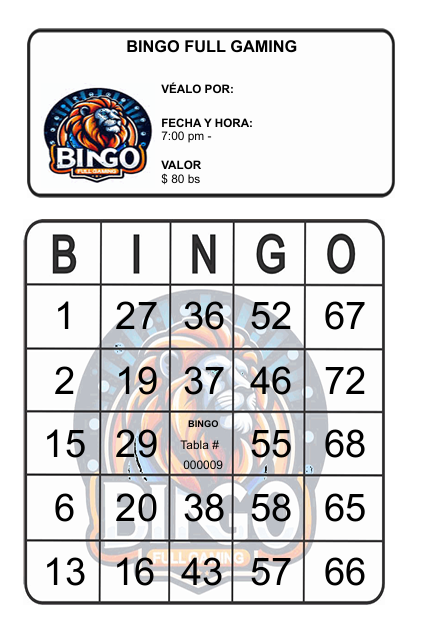 BINGO FULL GAMING
VÉALO POR:
FECHA Y HORA:
7:00 pm -
VALOR
$ 80 bs
BINGO
FULL GAMING
B I N G O
1 27 36 52 67
2 19 37 46 72
15 29 BINGO Tabla # 000009 55 68
6 20 38 58 65
13 16 43 57 66
BINGO
FULL GAMING